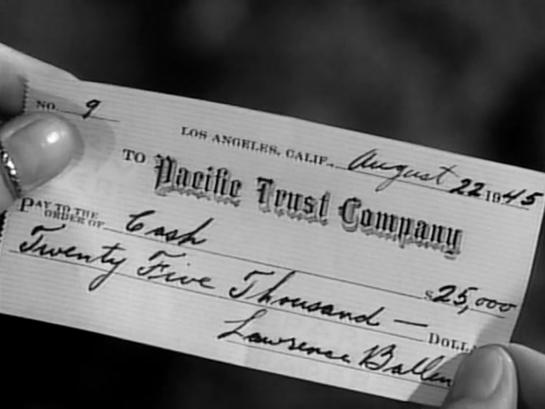 NO. 9
LOS ANGELES, CALIF., August 22 1945
TO Pacific Trust Company
PAY TO THE ORDER OF Cash $25,000
Twenty Five Thousand — DOLL
Lawrence